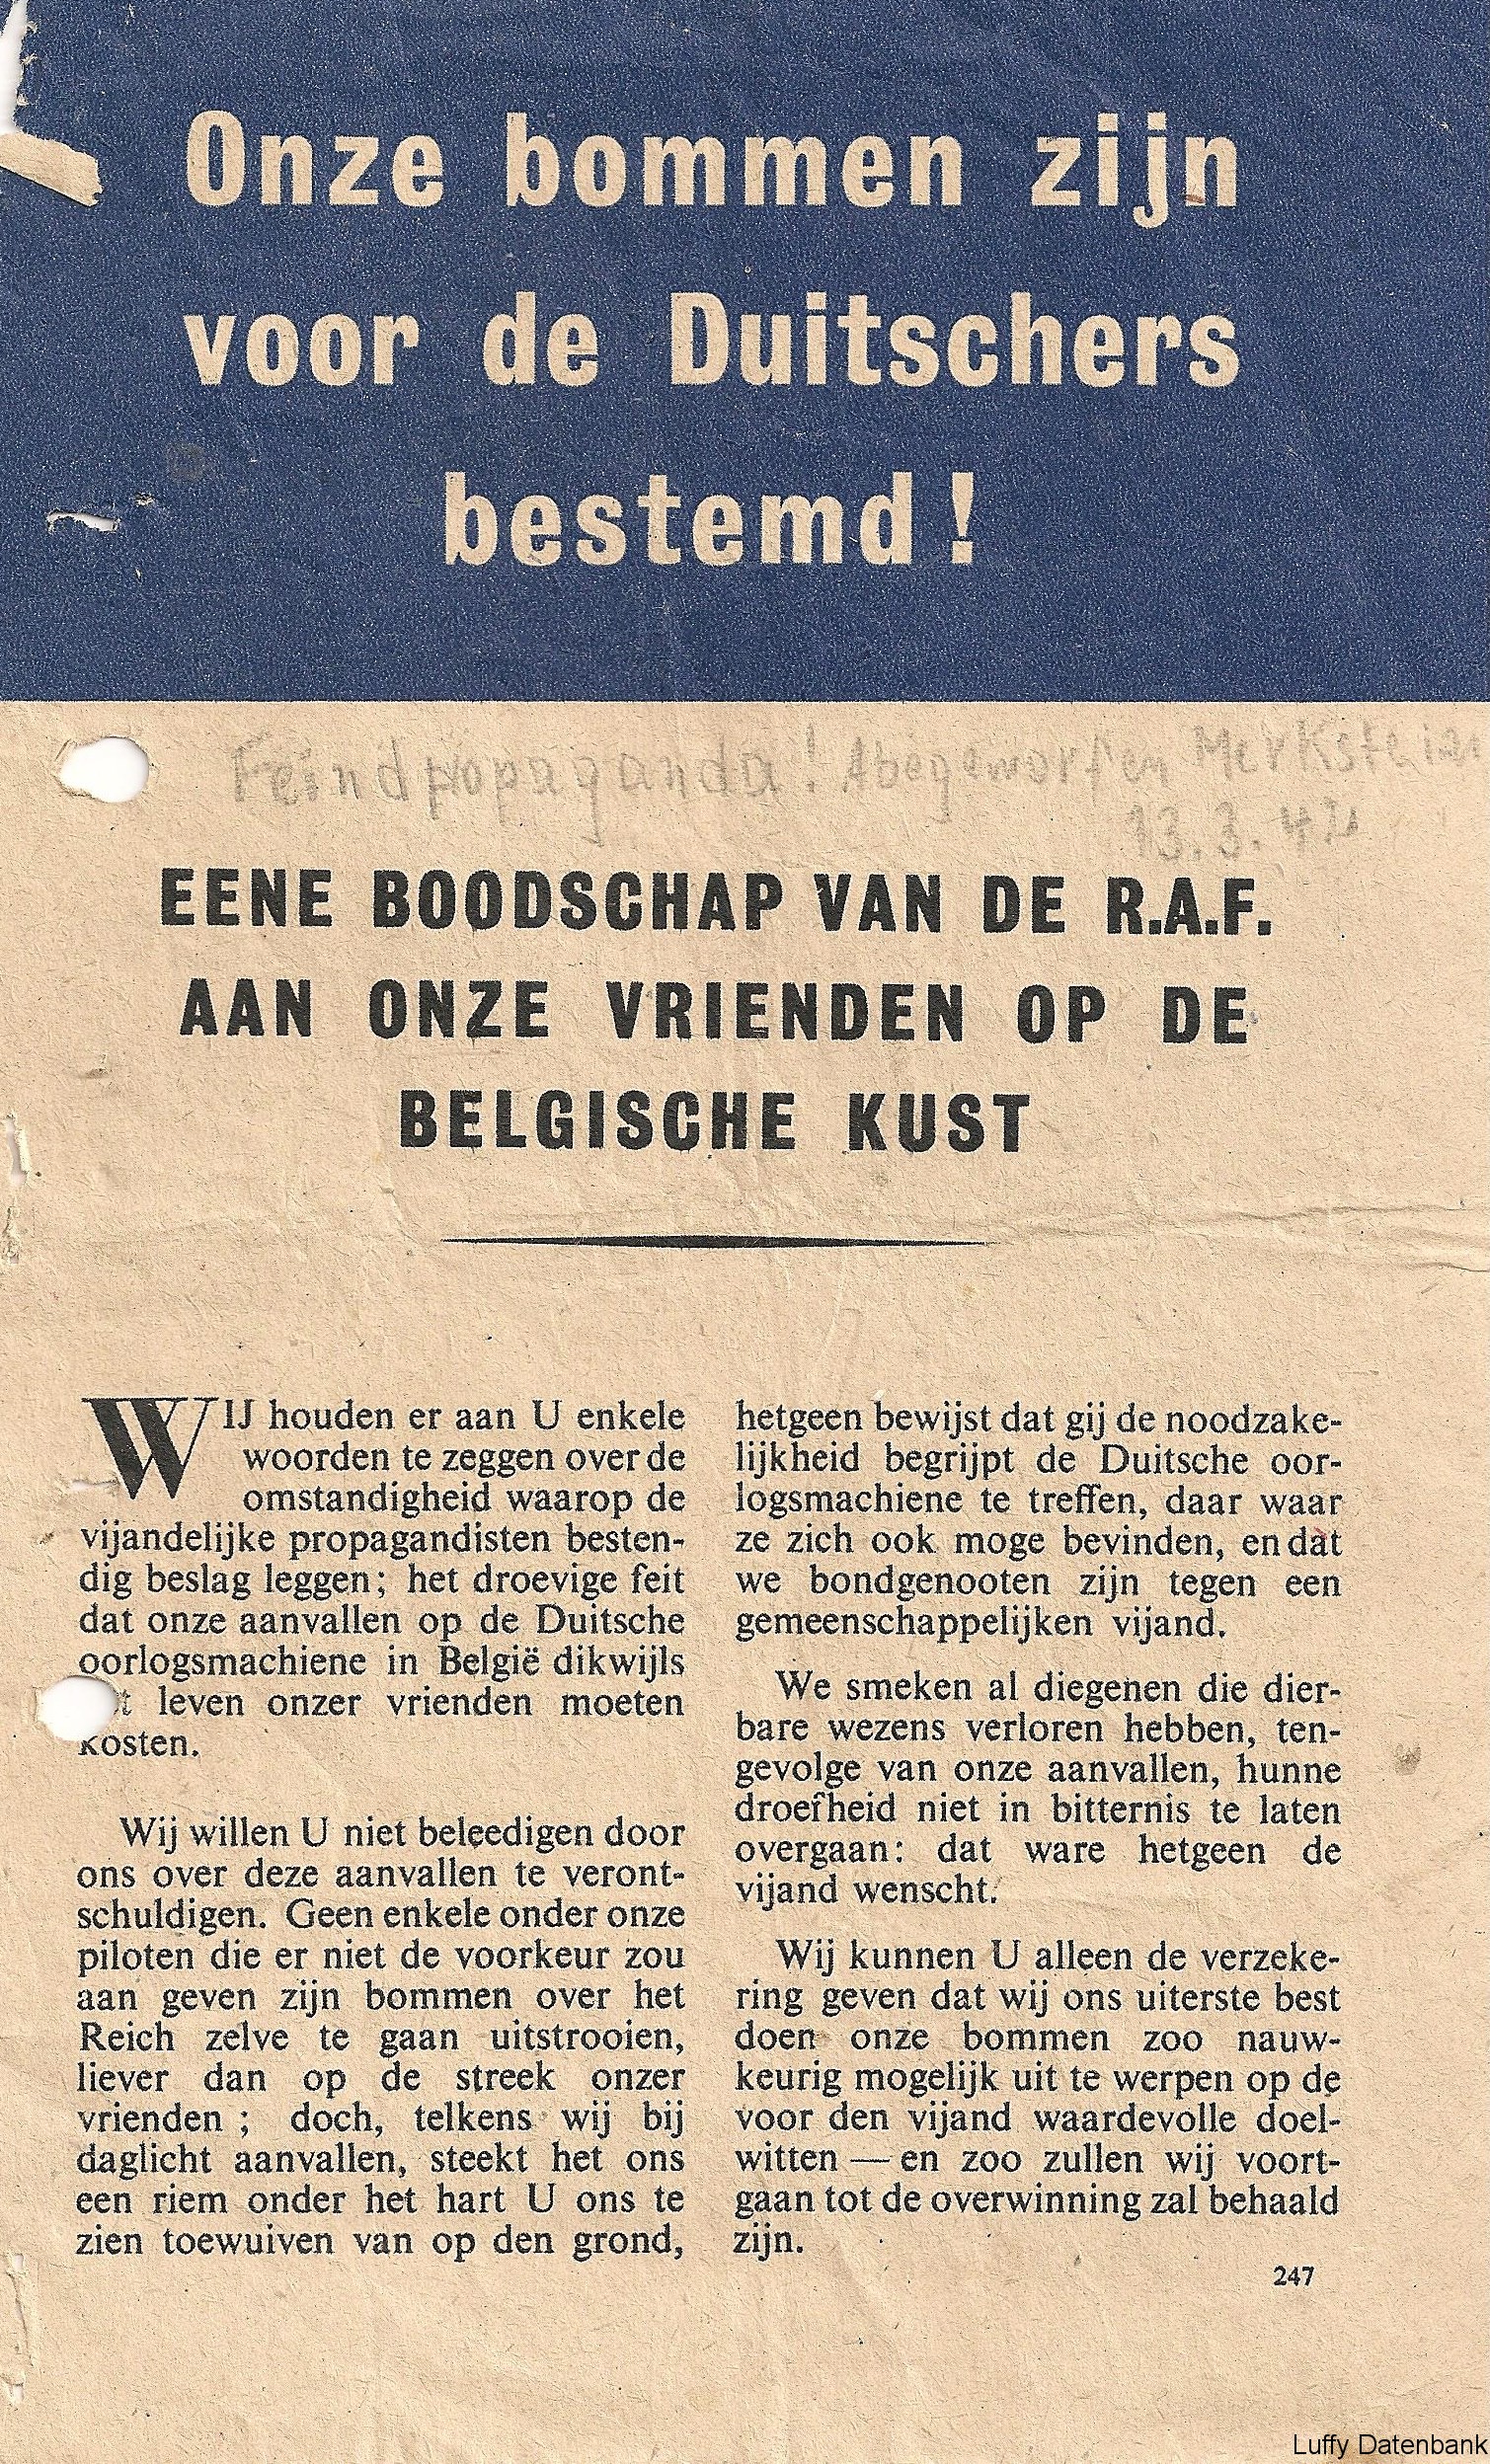 Onze bommen zijn
voor de Duitschers
bestemd!
Feindpropaganda! Abegeworfen Merkstein
13.3.42
EENE BOODSCHAP VAN DE R.A.F.
AAN ONZE VRIENDEN OP DE
BELGISCHE KUST
WIJ houden er aan U enkele
woorden te zeggen over de
omstandigheid waarop de
vijandelijke propagandisten besten-
dig beslag leggen; het droevige feit
dat onze aanvallen op de Duitsche
oorlogsmachiene in België dikwijls
t leven onzer vrienden moeten
kosten.
Wij willen U niet beleedigen door
ons over deze aanvallen te veront-
schuldigen. Geen enkele onder onze
piloten die er niet de voorkeur zou
aan geven zijn bommen over het
Reich zelve te gaan uitstrooien,
liever dan op de streek onzer
vrienden ; doch, telkens wij bij
daglicht aanvallen, steekt het ons
een riem onder het hart U ons te
zien toewuiven van op den grond,
hetgeen bewijst dat gij de noodzake-
lijkheid begrijpt de Duitsche oor-
logsmachiene te treffen, daar waar
ze zich ook moge bevinden, en dàt
we bondgenooten zijn tegen een
gemeenschappelijken vijand.
We smeken al diegenen die dier-
bare wezens verloren hebben, ten-
gevolge van onze aanvallen, hunne
droefheid niet in bitternis te laten
overgaan: dat ware hetgeen de
vijand wenscht.
Wij kunnen U alleen de verzeke-
ring geven dat wij ons uiterste best
doen onze bommen zoo nauw-
keurig mogelijk uit te werpen op de
voor den vijand waardevolle doel-
witten — en zoo zullen wij voort-
gaan tot de overwinning zal behaald
zijn.
247
Luffy Datenbank